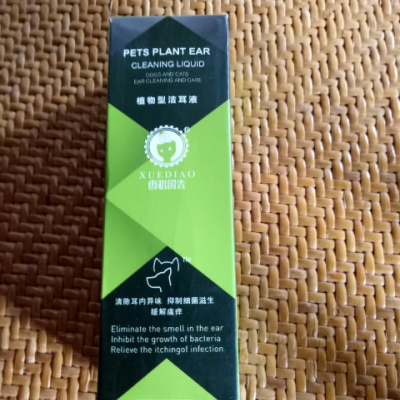 PETS PLANT EAR
CLEANING LIQUID
DOGS AND CATS
EAR CLEANING AND CARE
植物型洁耳液
XUEDIAO
TM
清除耳内异味 抑制细菌滋生
缓解瘙痒
Eliminate the smell in the ear
Inhibit the growth of bacteria
Relieve the itchingof infection